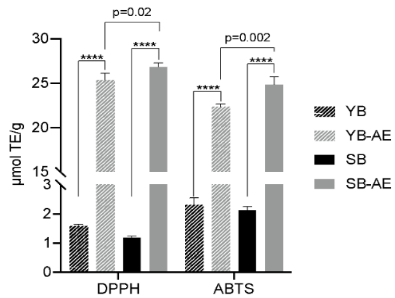 p=0.02
p=0.002
**** **** **** ****
30
25
20
15
3
2
1
0
µmol TE/g
DPPH ABTS
YB
YB-AE
SB
SB-AE